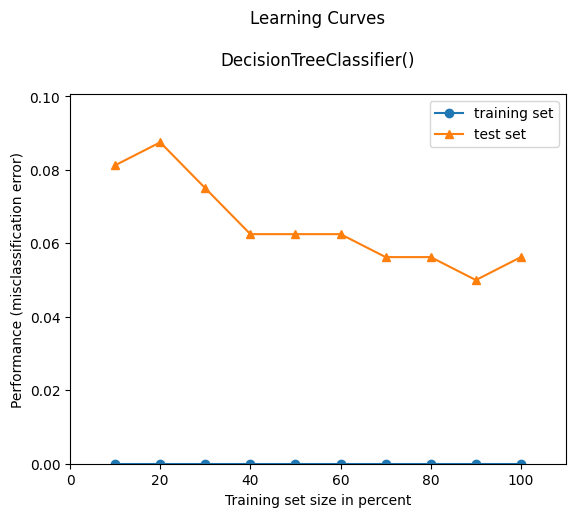 Learning Curves
DecisionTreeClassifier()
training set
test set
Performance (misclassification error)
0.10
0.08
0.06
0.04
0.02
0.00
0 20 40 60 80 100
Training set size in percent